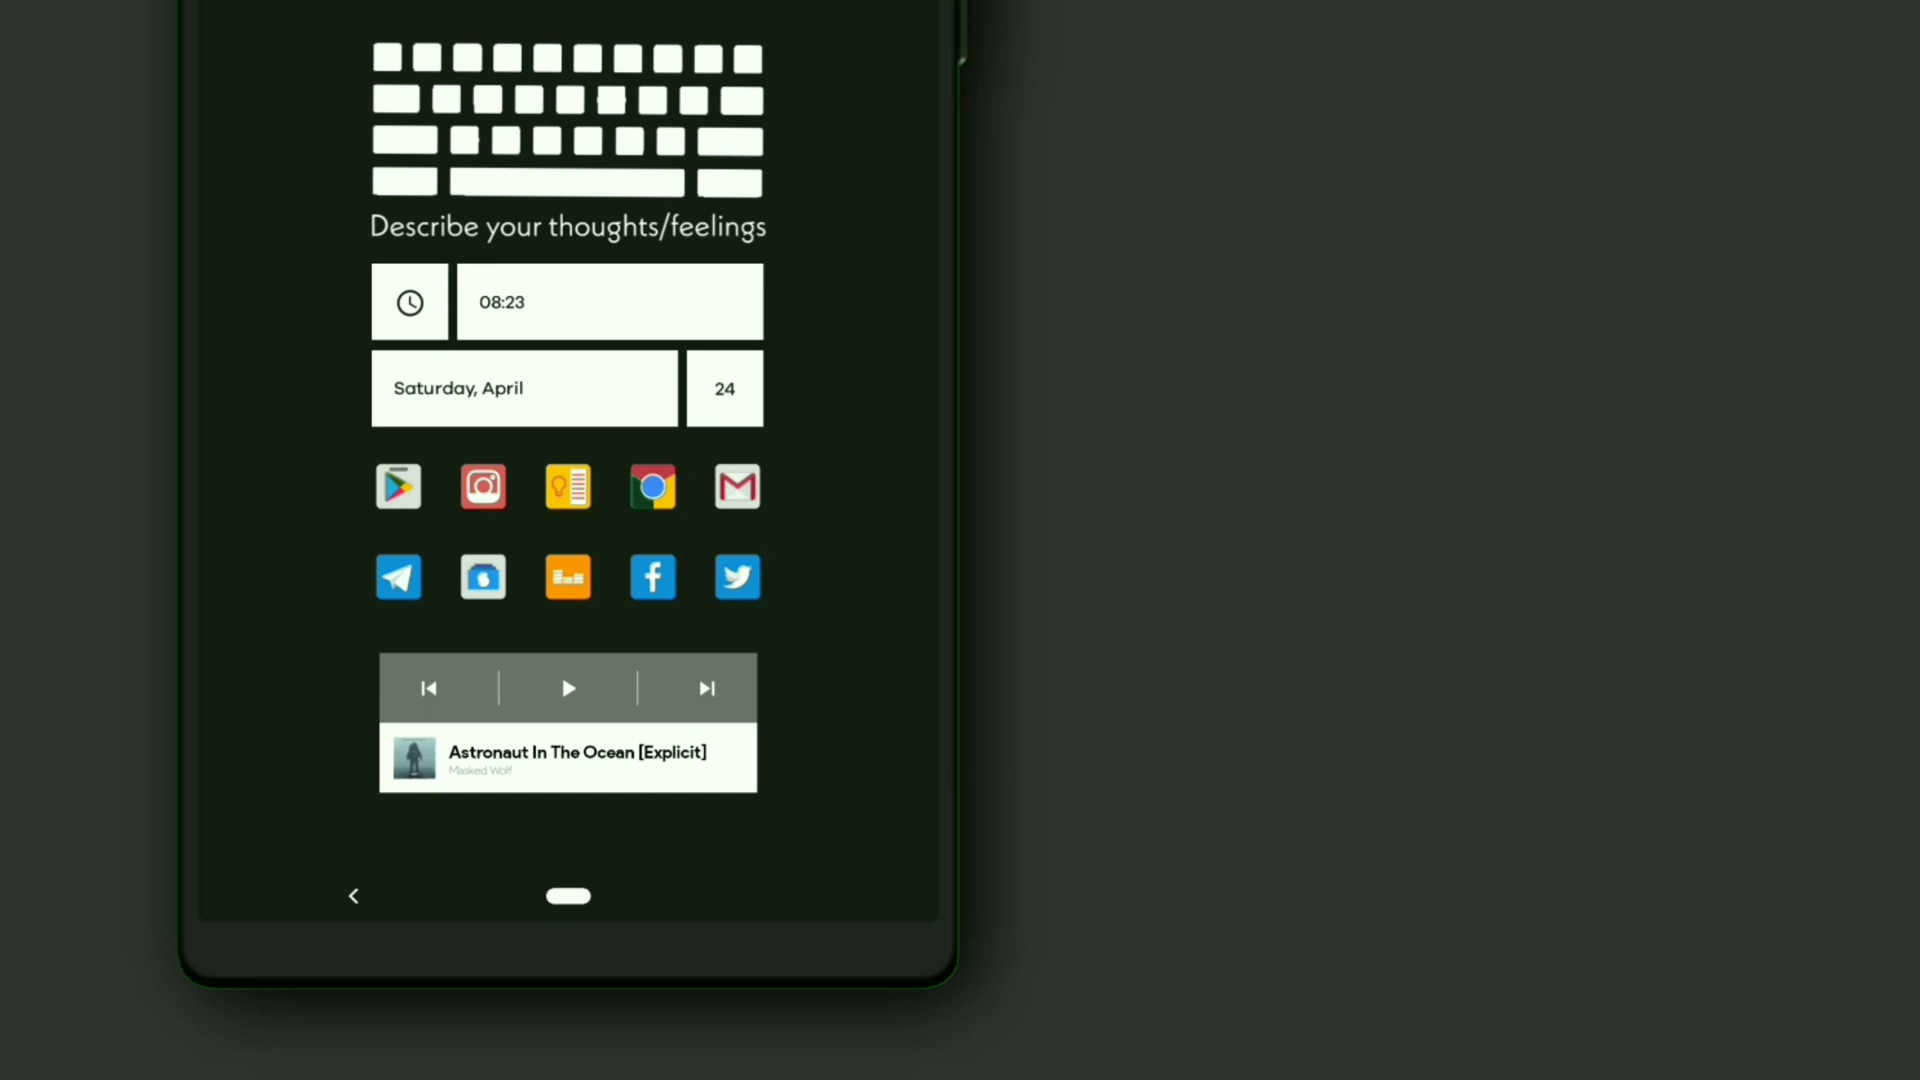 Describe your thoughts/feelings
08:23
Saturday, April
24
Astronaut In The Ocean [Explicit]
Masked Wolf